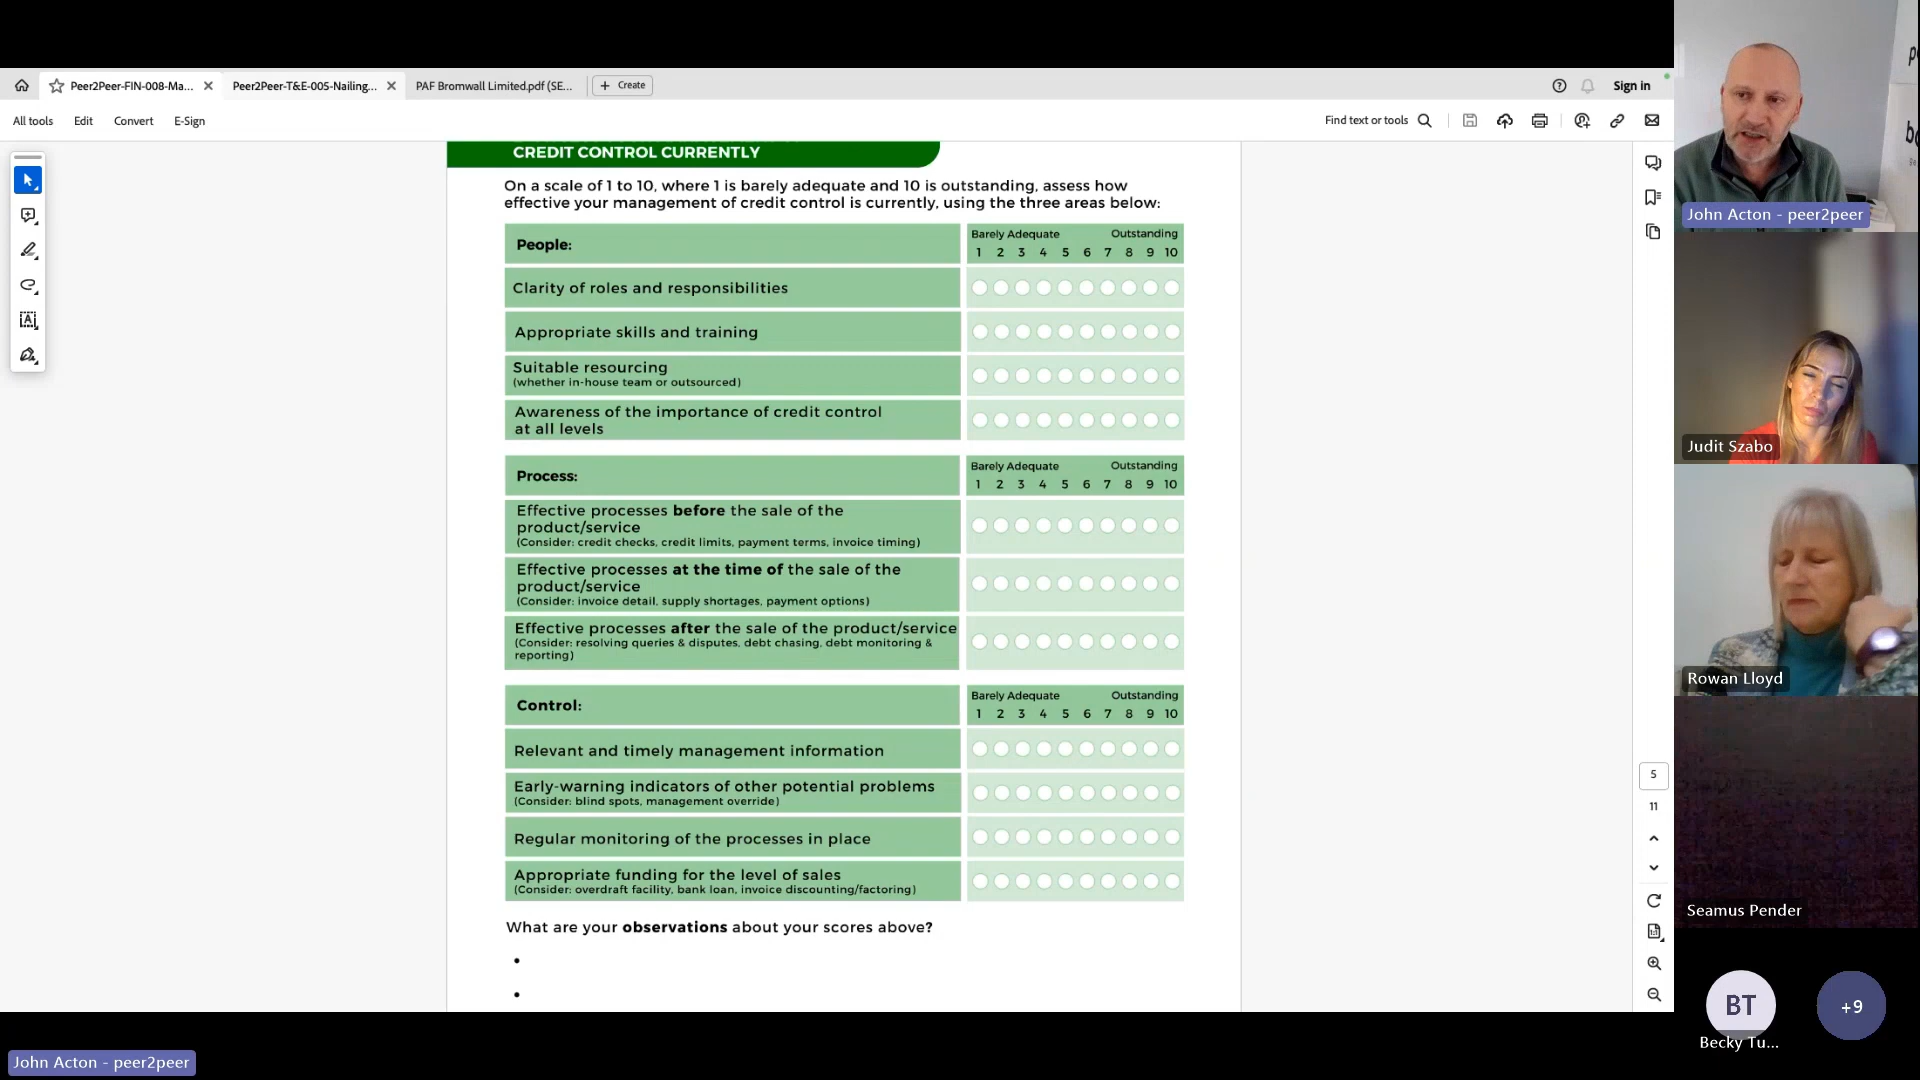 Peer2Peer-FIN-008-Ma...
Peer2Peer-T&E-005-Nailing...
PAF Bromwall Limited.pdf (SE...
Create
Sign in
All tools
Edit
Convert
E-Sign
Find text or tools
CREDIT CONTROL CURRENTLY
On a scale of 1 to 10, where 1 is barely adequate and 10 is outstanding, assess how
effective your management of credit control is currently, using the three areas below:
People:
Barely Adequate Outstanding
1 2 3 4 5 6 7 8 9 10
Clarity of roles and responsibilities
Appropriate skills and training
Suitable resourcing
(whether in-house team or outsourced)
Awareness of the importance of credit control
at all levels
Process:
Barely Adequate Outstanding
1 2 3 4 5 6 7 8 9 10
Effective processes before the sale of the
product/service
(Consider: credit checks, credit limits, payment terms, invoice timing)
Effective processes at the time of the sale of the
product/service
(Consider: invoice detail, supply shortages, payment options)
Effective processes after the sale of the product/service
(Consider: resolving queries & disputes, debt chasing, debt monitoring &
reporting)
Control:
Barely Adequate Outstanding
1 2 3 4 5 6 7 8 9 10
Relevant and timely management information
Early-warning indicators of other potential problems
(Consider: blind spots, management override)
Regular monitoring of the processes in place
Appropriate funding for the level of sales
(Consider: overdraft facility, bank loan, invoice discounting/factoring)
What are your observations about your scores above?
•
•
5
11
John Acton - peer2peer
Judit Szabo
Rowan Lloyd
Seamus Pender
BT
Becky Tu...
+9
John Acton - peer2peer